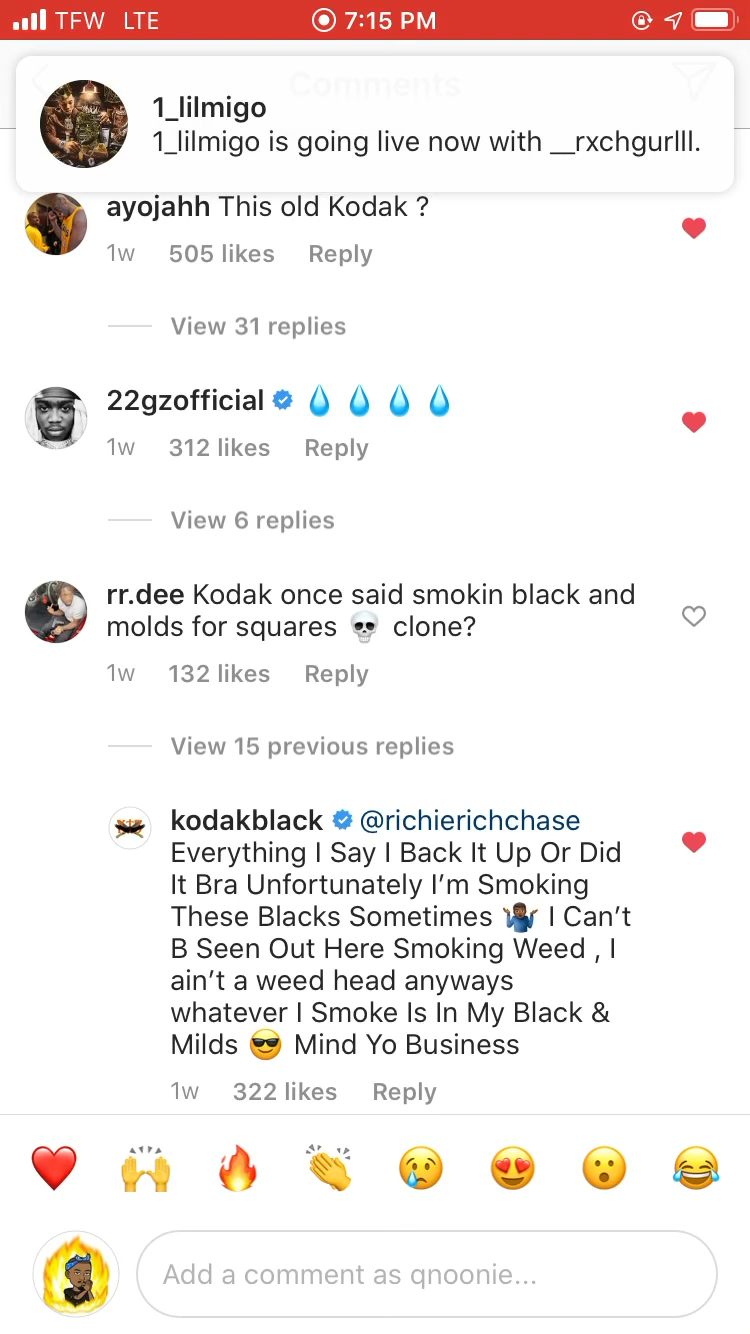 TFW LTE 7:15 PM
Comments
1_lilmigo
1_lilmigo is going live now with __rxchgurlll.
ayojahh This old Kodak ?
1w 505 likes Reply
View 31 replies
22gzofficial 💧 💧 💧 💧
1w 312 likes Reply
View 6 replies
rr.dee Kodak once said smokin black and
molds for squares 💀 clone?
1w 132 likes Reply
View 15 previous replies
kodakblack @richierichchase
Everything I Say I Back It Up Or Did
It Bra Unfortunately I’m Smoking
These Blacks Sometimes 🤷🏾‍♂️ I Can’t
B Seen Out Here Smoking Weed , I
ain’t a weed head anyways
whatever I Smoke Is In My Black &
Milds 😎 Mind Yo Business
1w 322 likes Reply
❤️ 🙌 🔥 👏 😢 😍 😮 😂
Add a comment as qnoonie...